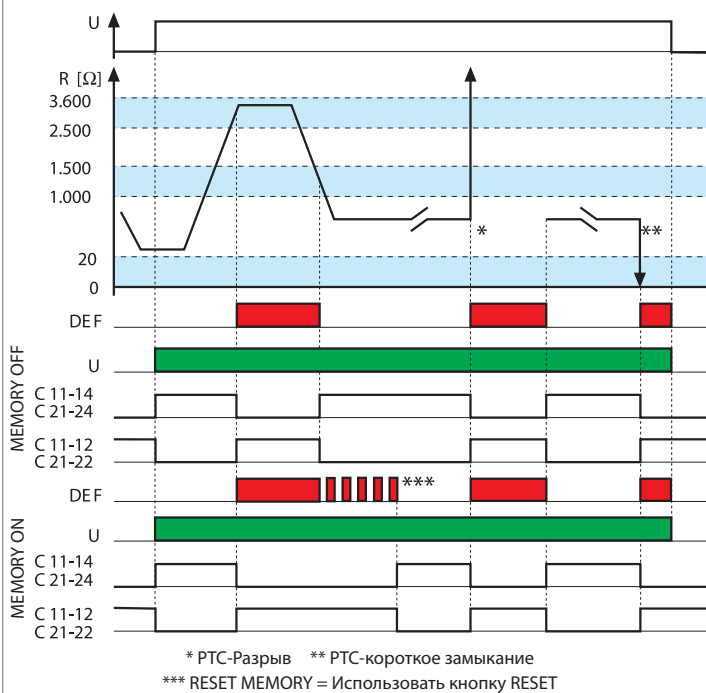 U
R [Ω]
3.600
2.500
1.500
1.000
20
0
*
**
MEMORY OFF
DEF
U
C 11-14
C 21-24
C 11-12
C 21-22
MEMORY ON
DEF
***
U
C 11-14
C 21-24
C 11-12
C 21-22
* PTC-Разрыв ** PTC-короткое замыкание
*** RESET MEMORY = Использовать кнопку RESET